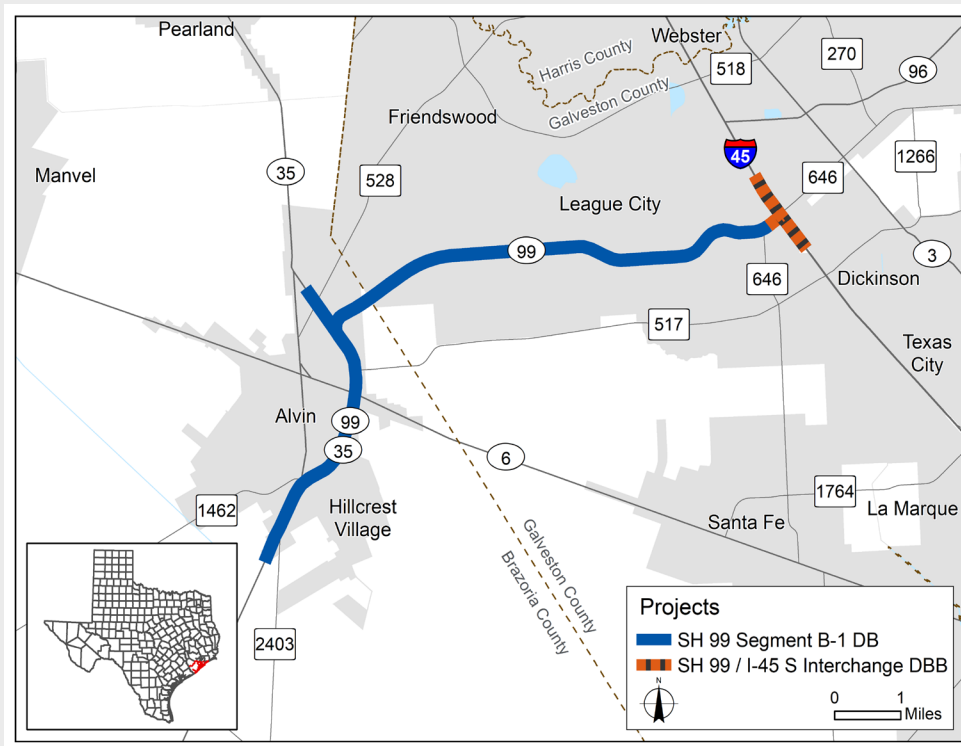 Pearland
Webster
Harris County
518
270
96
Galveston County
Friendswood
45
1266
35
528
646
Manvel
League City
99
3
646
Dickinson
517
Texas
City
Alvin
99
35
6
1462
Hillcrest
Village
1764
La Marque
Santa Fe
Galveston County
Brazoria County
2403
Projects
SH 99 Segment B-1 DB
SH 99 / I-45 S Interchange DBB
N
0 1
Miles